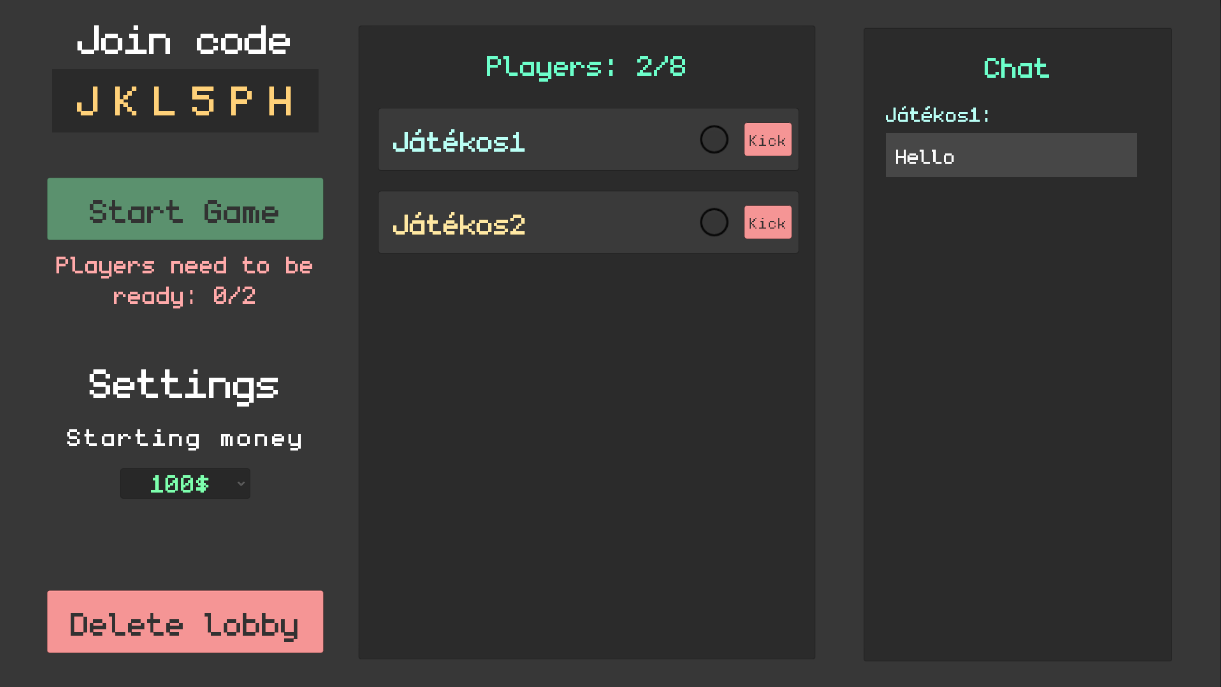 Join code
JKL5PH
Start Game
Players need to be
ready: 0/2
Settings
Starting money
100$
Delete lobby
Players: 2/8
Játékos1
Kick
Játékos2
Kick
Chat
Játékos1:
Hello